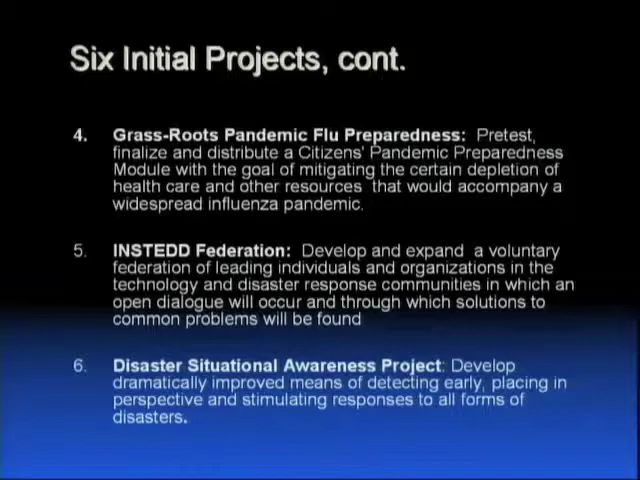 Six Initial Projects, cont.
4. Grass-Roots Pandemic Flu Preparedness: Pretest,
finalize and distribute a Citizens' Pandemic Preparedness
Module with the goal of mitigating the certain depletion of
health care and other resources that would accompany a
widespread influenza pandemic.
5. INSTEDD Federation: Develop and expand a voluntary
federation of leading individuals and organizations in the
technology and disaster response communities in which an
open dialogue will occur and through which solutions to
common problems will be found
6. Disaster Situational Awareness Project: Develop
dramatically improved means of detecting early, placing in
perspective and stimulating responses to all forms of
disasters.